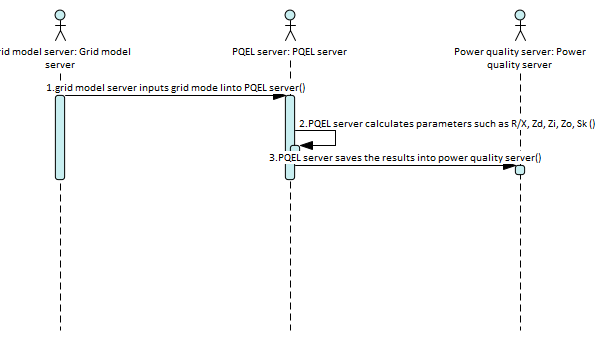 rid model server: Grid model
server
PQEL server: PQEL server
Power quality server: Power
quality server
1.grid model server inputs grid mode linto PQEL server()
2.PQEL server calculates parameters such as R/X, Zd, Zi, Zo, Sk ()
3.PQEL server saves the results into power quality server()